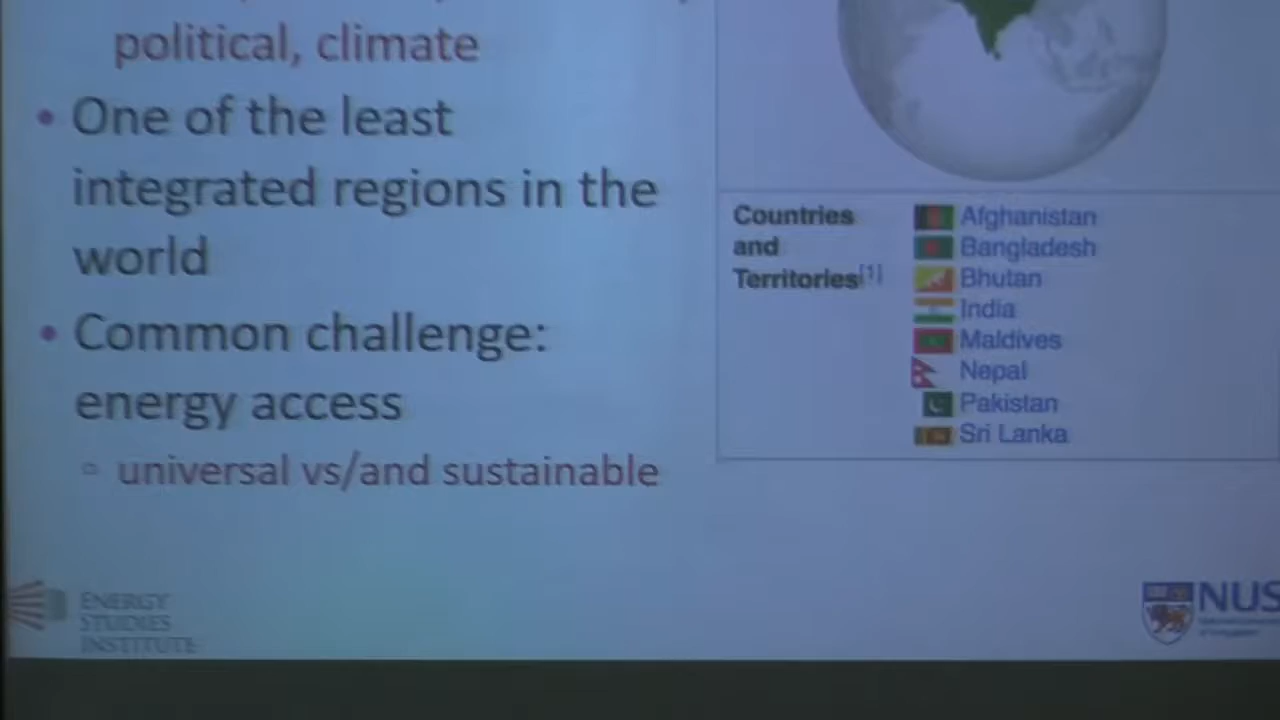 political, climate
• One of the least
integrated regions in the
world
• Common challenge:
energy access
▫ universal vs/and sustainable
Countries
and
Territories[1]
Afghanistan
Bangladesh
Bhutan
India
Maldives
Nepal
Pakistan
Sri Lanka
ENERGY
STUDIES
INSTITUTE
NUS